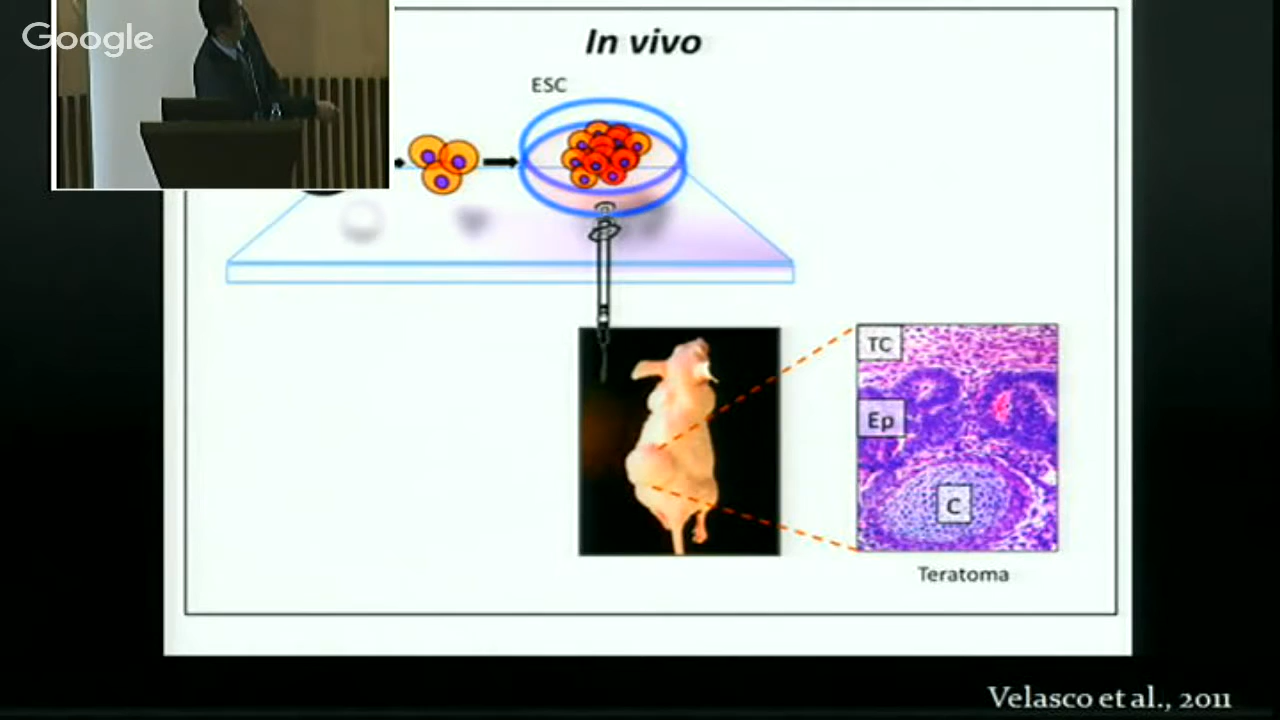 Google
In vivo
ESC
TC
Ep
C
Teratoma
Velasco et al., 2011